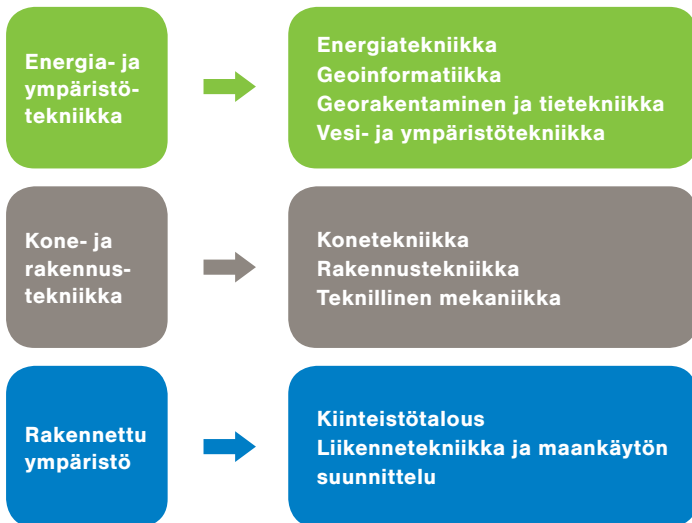 Energia- ja
ympäristö-
tekniikka
Energiatekniikka
Geoinformatiikka
Georakentaminen ja tietekniikka
Vesi- ja ympäristötekniikka
Kone- ja
rakennus-
tekniikka
Konetekniikka
Rakennustekniikka
Teknillinen mekaniikka
Rakennettu
ympäristö
Kiinteistötalous
Liikennetekniikka ja maankäytön
suunnittelu